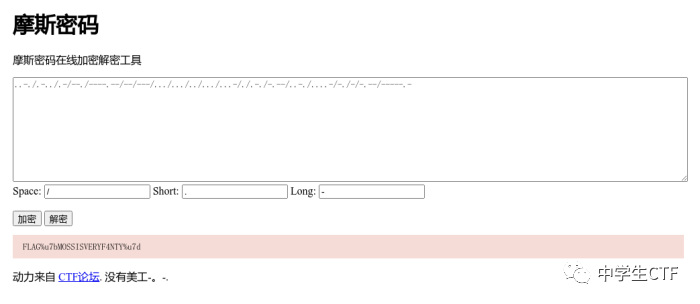 摩斯密码
摩斯密码在线加密解密工具
..-./.-../.-/--./----.--/--/---/.../.../../.../...-/./.-./-.--/..-./....-/-./-/-.--/-----.-
Space: / Short: . Long: -
加密 解密
FLAG%u7bMOSSISVERYF4NTY%u7d
动力来自 CTF论坛. 没有美工-。-.
中学生CTF